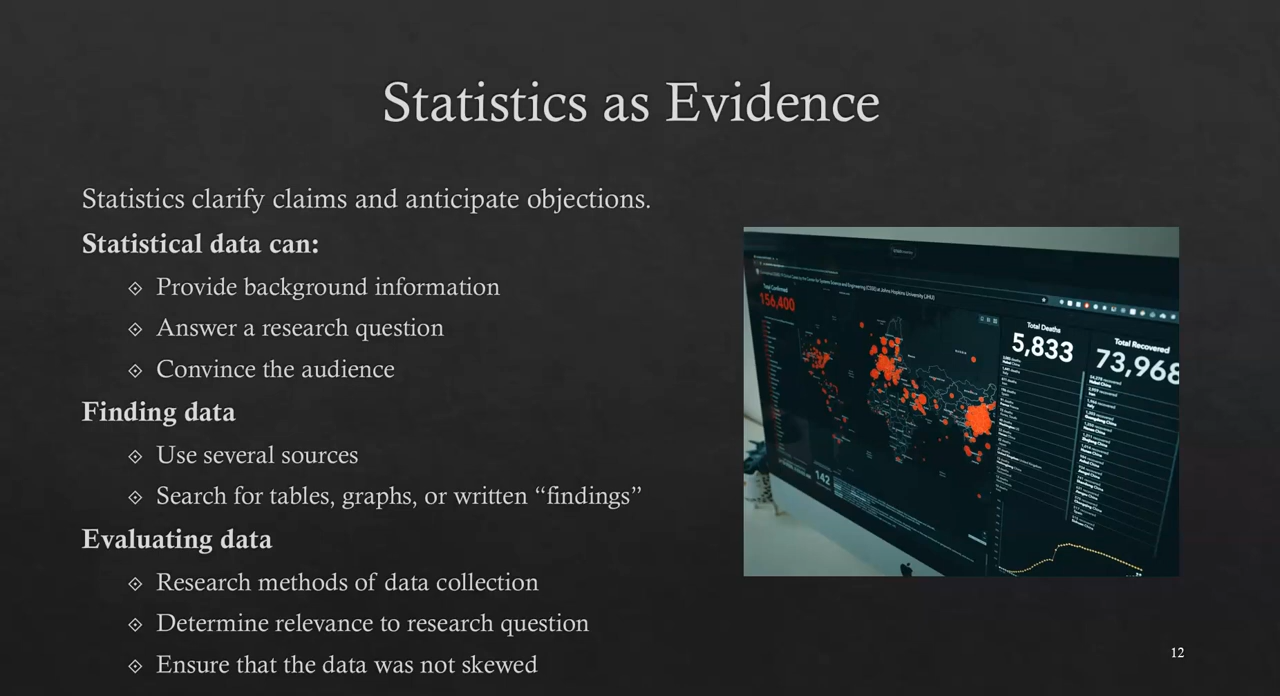 Statistics as Evidence
Statistics clarify claims and anticipate objections.
Statistical data can:
Provide background information
Answer a research question
Convince the audience
Finding data
Use several sources
Search for tables, graphs, or written “findings”
Evaluating data
Research methods of data collection
Determine relevance to research question
Ensure that the data was not skewed
Total Confirmed
156,400
Total Deaths
5,833
Total Recovered
73,968
142
12